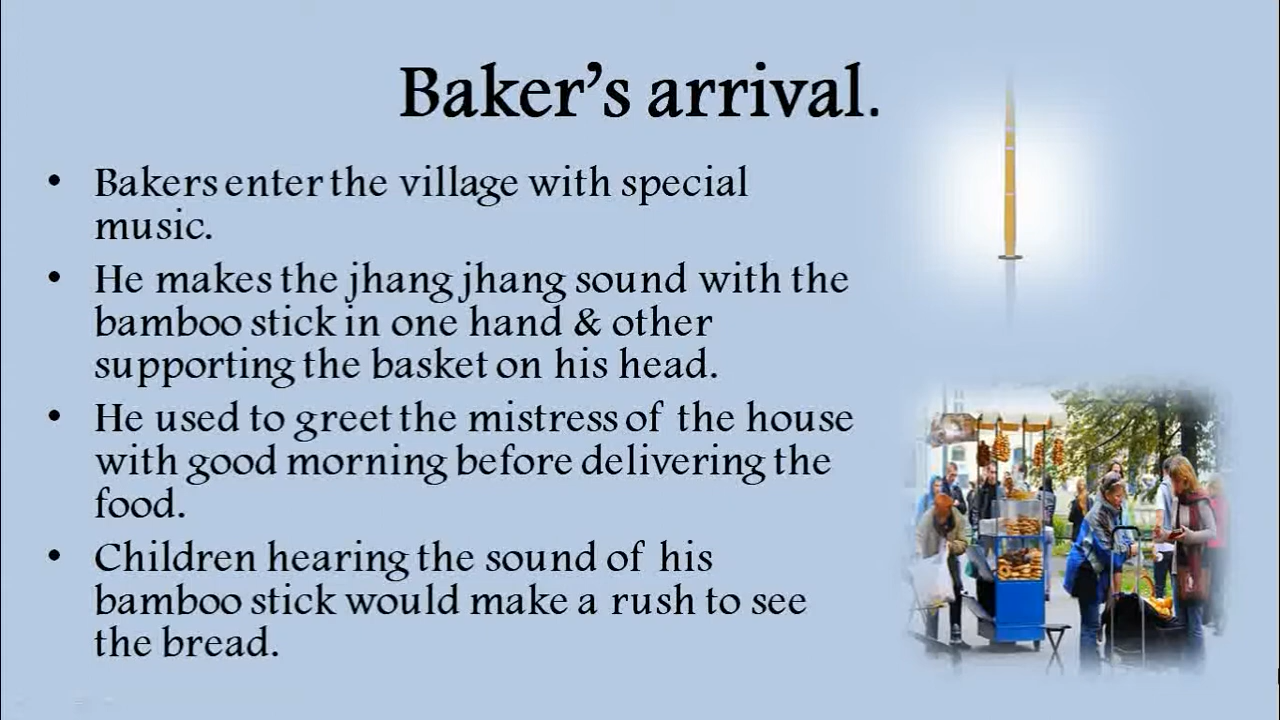 Baker's arrival.
• Bakers enter the village with special
music.
• He makes the jhang jhang sound with the
bamboo stick in one hand & other
supporting the basket on his head.
• He used to greet the mistress of the house
with good morning before delivering the
food.
• Children hearing the sound of his
bamboo stick would make a rush to see
the bread.